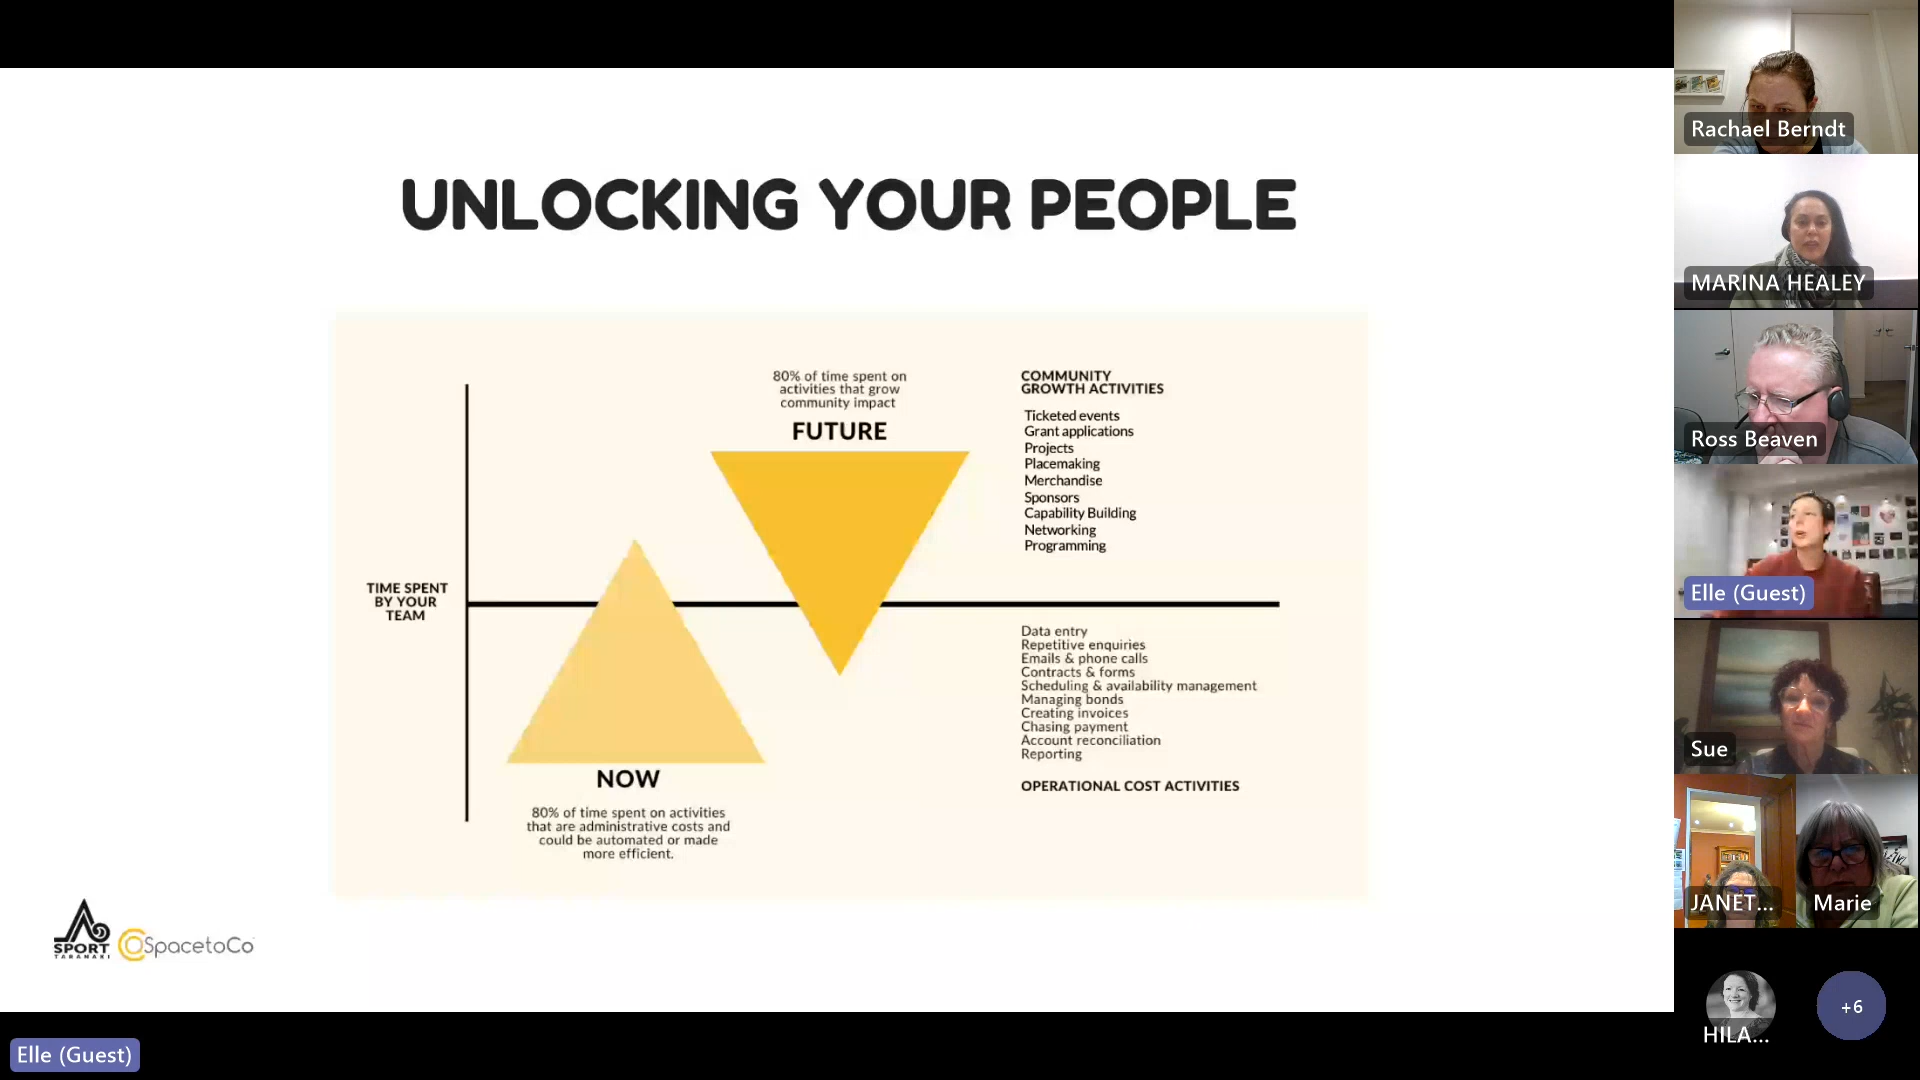 UNLOCKING YOUR PEOPLE
80% of time spent on
activities that grow
community impact
FUTURE
COMMUNITY
GROWTH ACTIVITIES
Ticketed events
Grant applications
Projects
Placemaking
Merchandise
Sponsors
Capability Building
Networking
Programming
TIME SPENT
BY YOUR
TEAM
Data entry
Repetitive enquiries
Emails & phone calls
Contracts & forms
Scheduling & availability management
Managing bonds
Creating invoices
Chasing payment
Account reconciliation
Reporting
OPERATIONAL COST ACTIVITIES
NOW
80% of time spent on activities
that are administrative costs and
could be automated or made
more efficient.
SPORT
TARANAKI
SpacetoCo
Elle (Guest)
Rachael Berndt
MARINA HEALEY
Ross Beaven
Elle (Guest)
Sue
JANET...
Marie
HILA...
+6